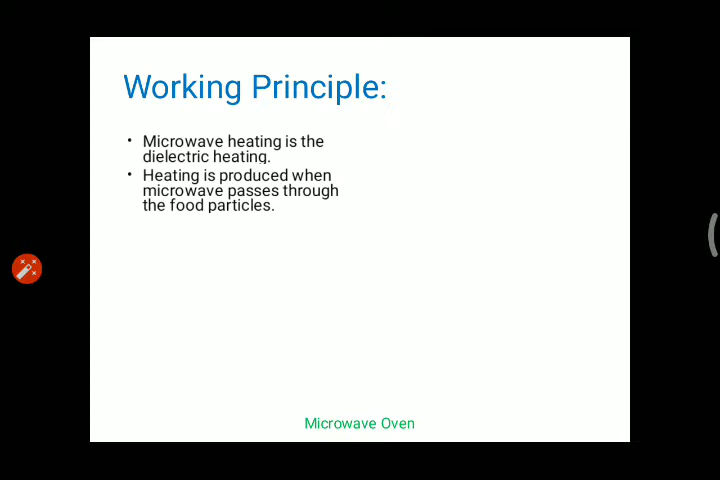 Working Principle:
• Microwave heating is the
dielectric heating.
• Heating is produced when
microwave passes through
the food particles.
Microwave Oven